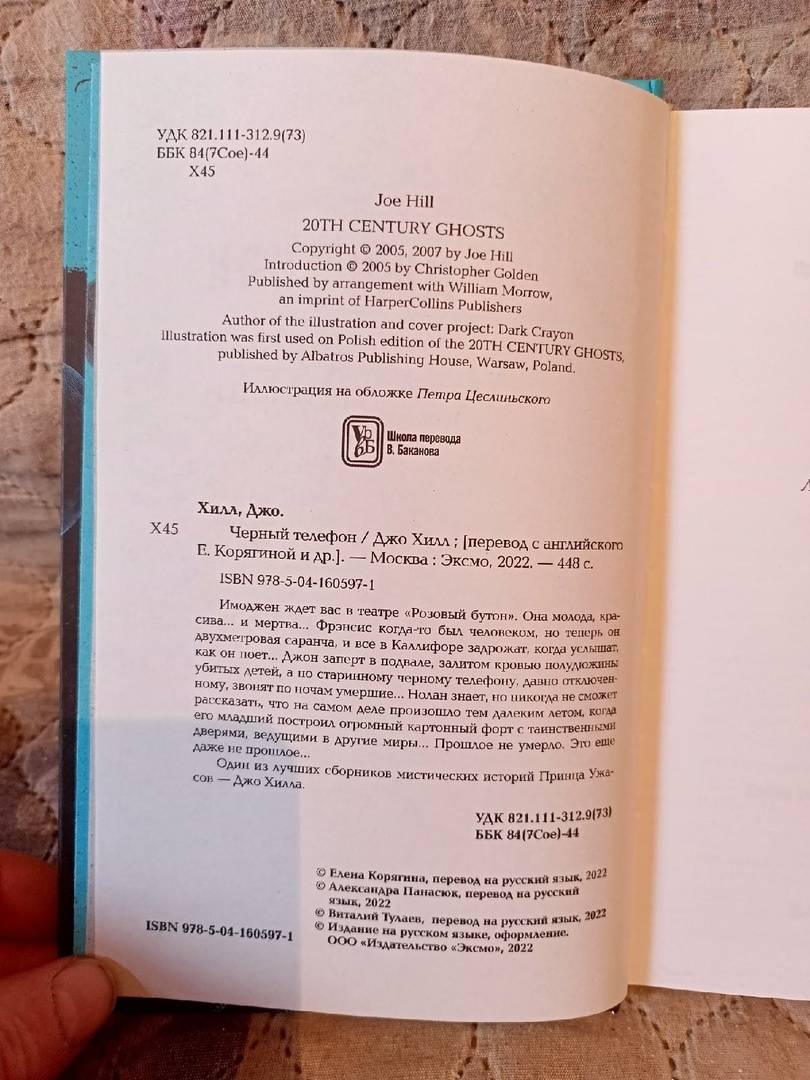 УДК 821.111-312.9(73)
ББК 84(7Сое)-44
Х45
Joe Hill
20TH CENTURY GHOSTS
Copyright © 2005, 2007 by Joe Hill
Introduction © 2005 by Christopher Golden
Published by arrangement with William Morrow,
an imprint of HarperCollins Publishers
Author of the illustration and cover project: Dark Crayon
Illustration was first used on Polish edition of the 20TH CENTURY GHOSTS,
published by Albatros Publishing House, Warsaw, Poland.
Иллюстрация на обложке Петра Цеслиньского
Школа перевода
В. Баканова
Хилл, Джо.
Х45
Черный телефон / Джо Хилл ; [перевод с английского
Е. Корягиной и др.]. — Москва : Эксмо, 2022. — 448 с.
ISBN 978-5-04-160597-1
Имоджен ждет вас в театре «Розовый бутон». Она молода, кра-
сива... и мертва... Фрэнсис когда-то был человеком, но теперь он
двухметровая саранча, и все в Каллифоре задрожат, когда услышат,
как он поет... Джон заперт в подвале, залитом кровью полудюжины
убитых детей, а по старинному черному телефону, давно отключен-
ному, звонят по ночам умершие... Нолан знает, но никогда не сможет
рассказать, что на самом деле произошло тем далеким летом, когда
его младший построил огромный картонный форт с таинственными
дверями, ведущими в другие миры... Прошлое не умерло. Это еще
даже не прошлое...
Один из лучших сборников мистических историй Принца Ужа-
сов — Джо Хилла.
УДК 821.111-312.9(73)
ББК 84(7Сое)-44
© Елена Корягина, перевод на русский язык, 2022
© Александра Панасюк, перевод на русский
язык, 2022
© Виталий Тулаев, перевод на русский язык, 2022
© Издание на русском языке, оформление.
ООО «Издательство «Эксмо», 2022
ISBN 978-5-04-160597-1